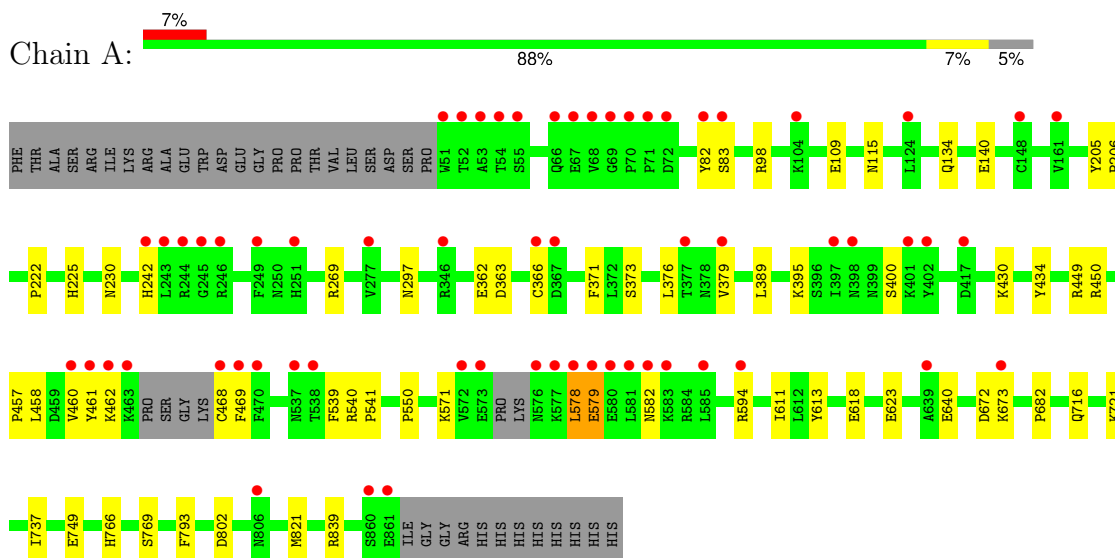 7%
Chain A:
88% 7% 5%
PHE THR ALA SER ARG ILE LYS ARG ALA GLU TRP ASP GLU GLY PRO PRO THR VAL LEU SER ASP SER PRO W51 T52 A53 T54 S55 Q66 E67 V68 G69 P70 P71 D72 Y82 S83 R98 K104 E109 N115 L124 Q134 E140 C148 V161 Y205
P222 H225 N230 H242 L243 R244 G245 R246 F249 N250 H251 R269 V277 N297 R346 E362 D363 C366 D367 F371 L372 S373 L376 T377 N378 V379 L389 K395 S396 I397 N398 N399 S400 K401 Y402 D417 K430 Y434 R449 R450
P457 L458 D459 V460 Y461 K462 K463 PRO SER GLY LYS C468 F469 F470 N537 T538 F539 R540 P541 P550 K571 V572 E573 PRO LYS N576 K577 L578 E579 E580 L581 N582 K583 R584 L585 R594 I611 L612 Y613 E618 E623 A639 E640 D672 K673 P682 Q716
I737 E749 H766 S769 F793 D802 N806 M821 R839 S860 E861 ILE GLY GLY ARG HIS HIS HIS HIS HIS HIS HIS HIS